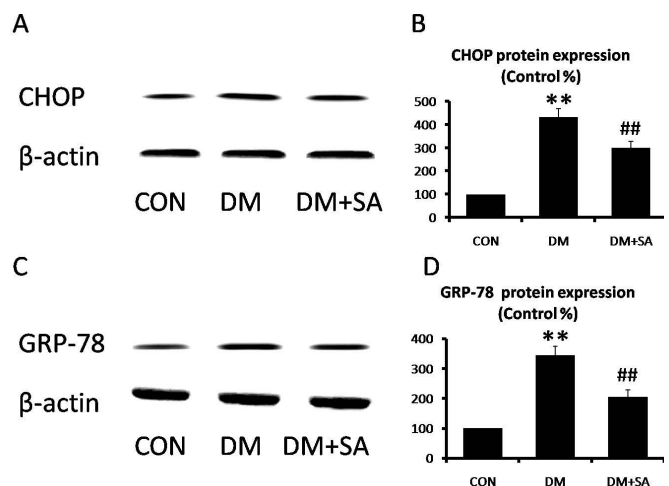 A
CHOP
β-actin
CON DM DM+SA
B
CHOP protein expression
(Control %)
500
400
300
200
100
0
**
##
CON DM DM+SA
C
GRP-78
β-actin
CON DM DM+SA
D
GRP-78 protein expression
(Control %)
400
300
200
100
0
**
##
CON DM DM+SA